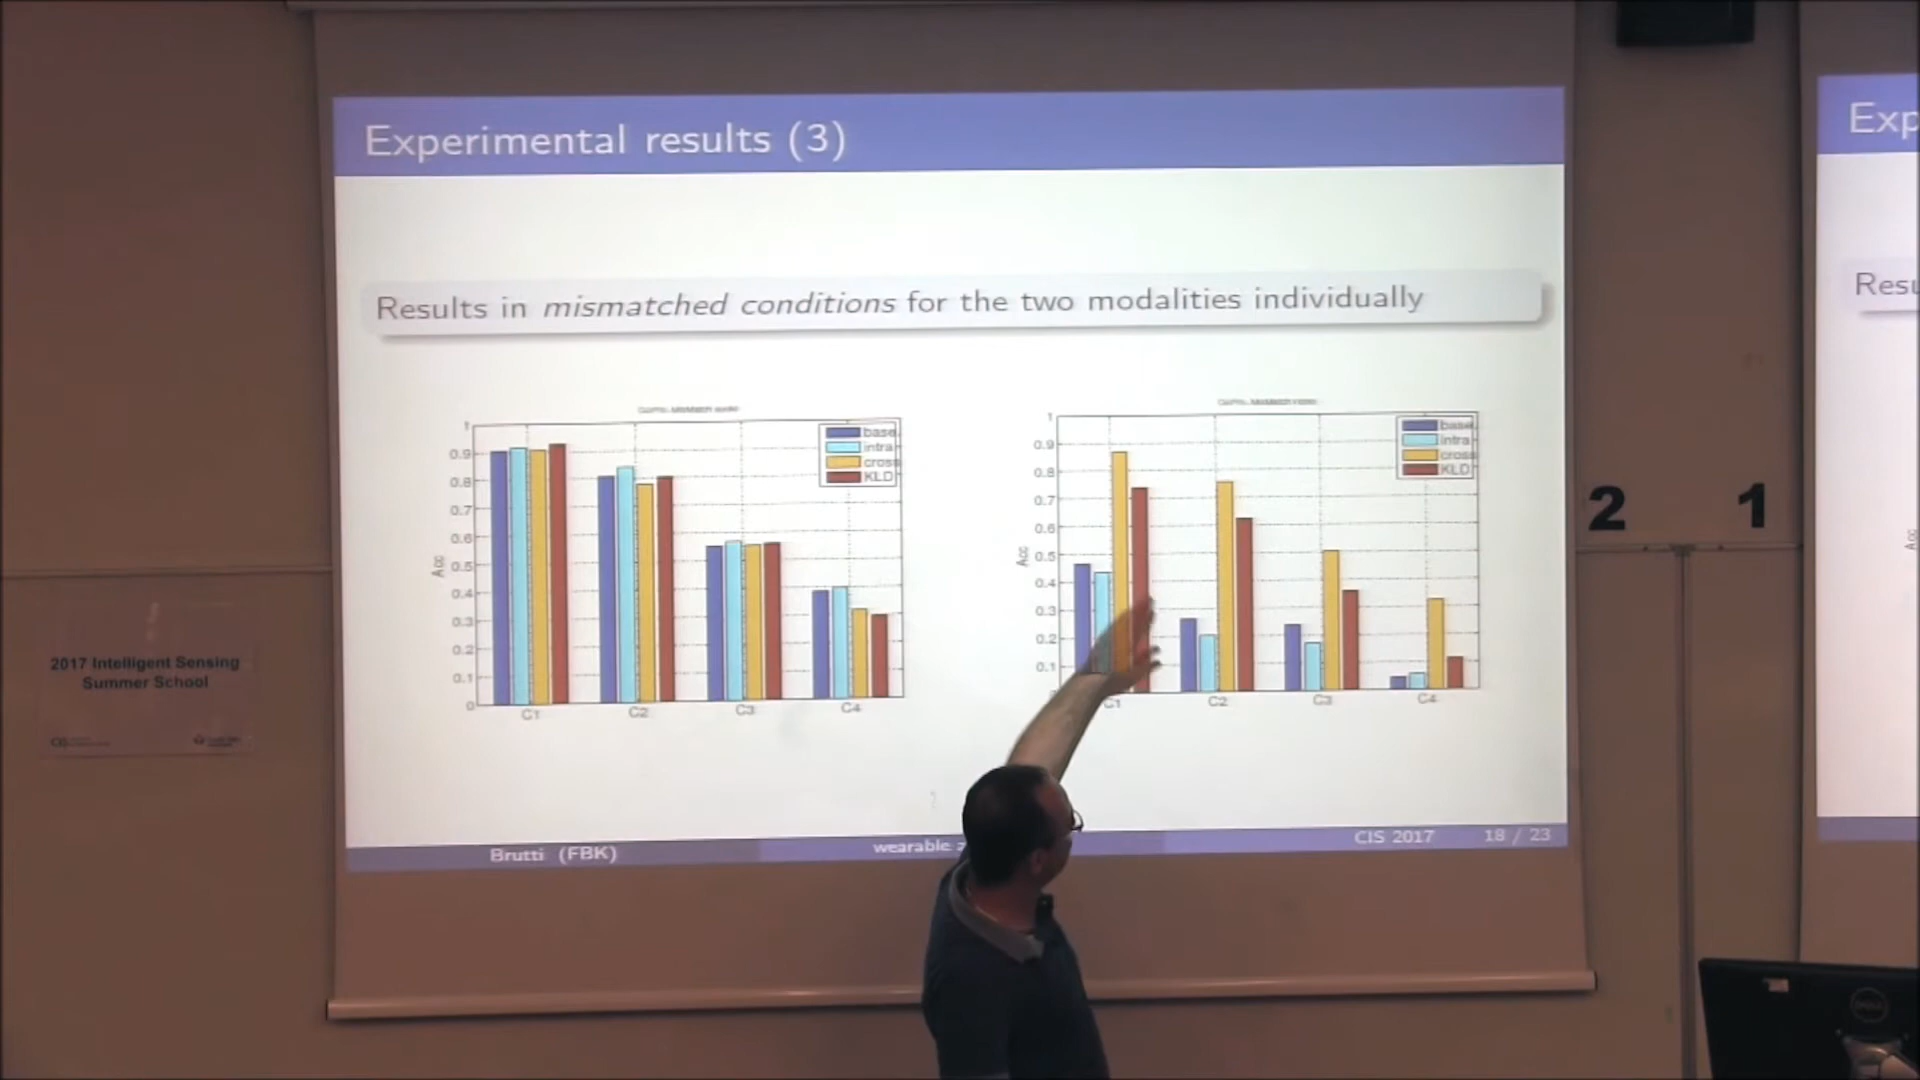 Experimental results (3)
Results in mismatched conditions for the two modalities individually
1
0.9
0.8
0.7
0.6
0.5
0.4
0.3
0.2
0.1
0
Acc
base
intra
cross
KLD
C1
C2
C3
C4
1
0.9
0.8
0.7
0.6
0.5
0.4
0.3
0.2
0.1
Acc
base
intra
cross
KLD
C1
C2
C3
C4
Brutti (FBK)
wearable
CIS 2017
18 / 23
2017 Intelligent Sensing
Summer School
2
1
Exp
Resu
DELL